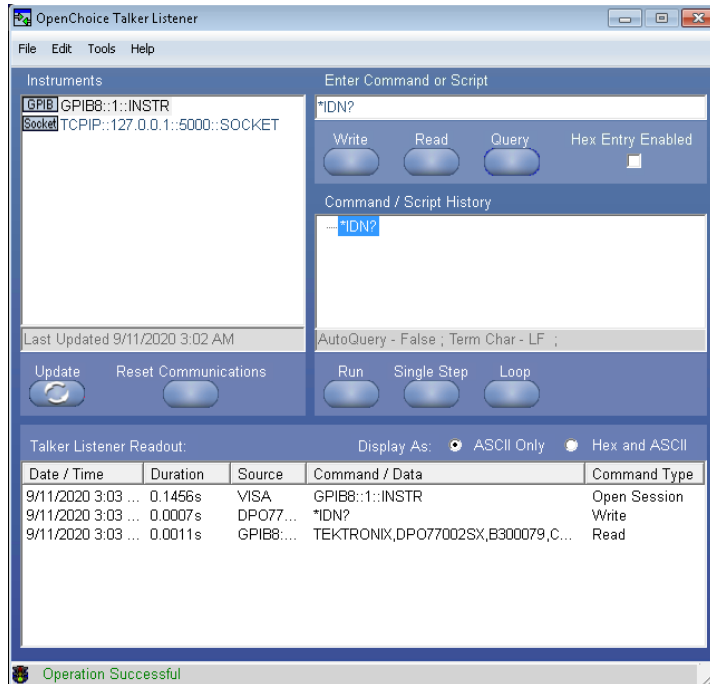 OpenChoice Talker Listener
File Edit Tools Help
Instruments
GPIB GPIB8::1::INSTR
Socket TCPIP::127.0.0.1::5000::SOCKET
Last Updated 9/11/2020 3:02 AM
Update Reset Communications
Enter Command or Script
*IDN?
Write Read Query Hex Entry Enabled
Command / Script History
*IDN?
AutoQuery - False ; Term Char - LF ;
Run Single Step Loop
Talker Listener Readout: Display As: ASCII Only Hex and ASCII
Date / Time Duration Source Command / Data Command Type
9/11/2020 3:03 ... 0.1456s VISA GPIB8::1::INSTR Open Session
9/11/2020 3:03 ... 0.0007s DPO77... *IDN? Write
9/11/2020 3:03 ... 0.0011s GPIB8:... TEKTRONIX,DPO77002SX,B300079,C... Read
Operation Successful